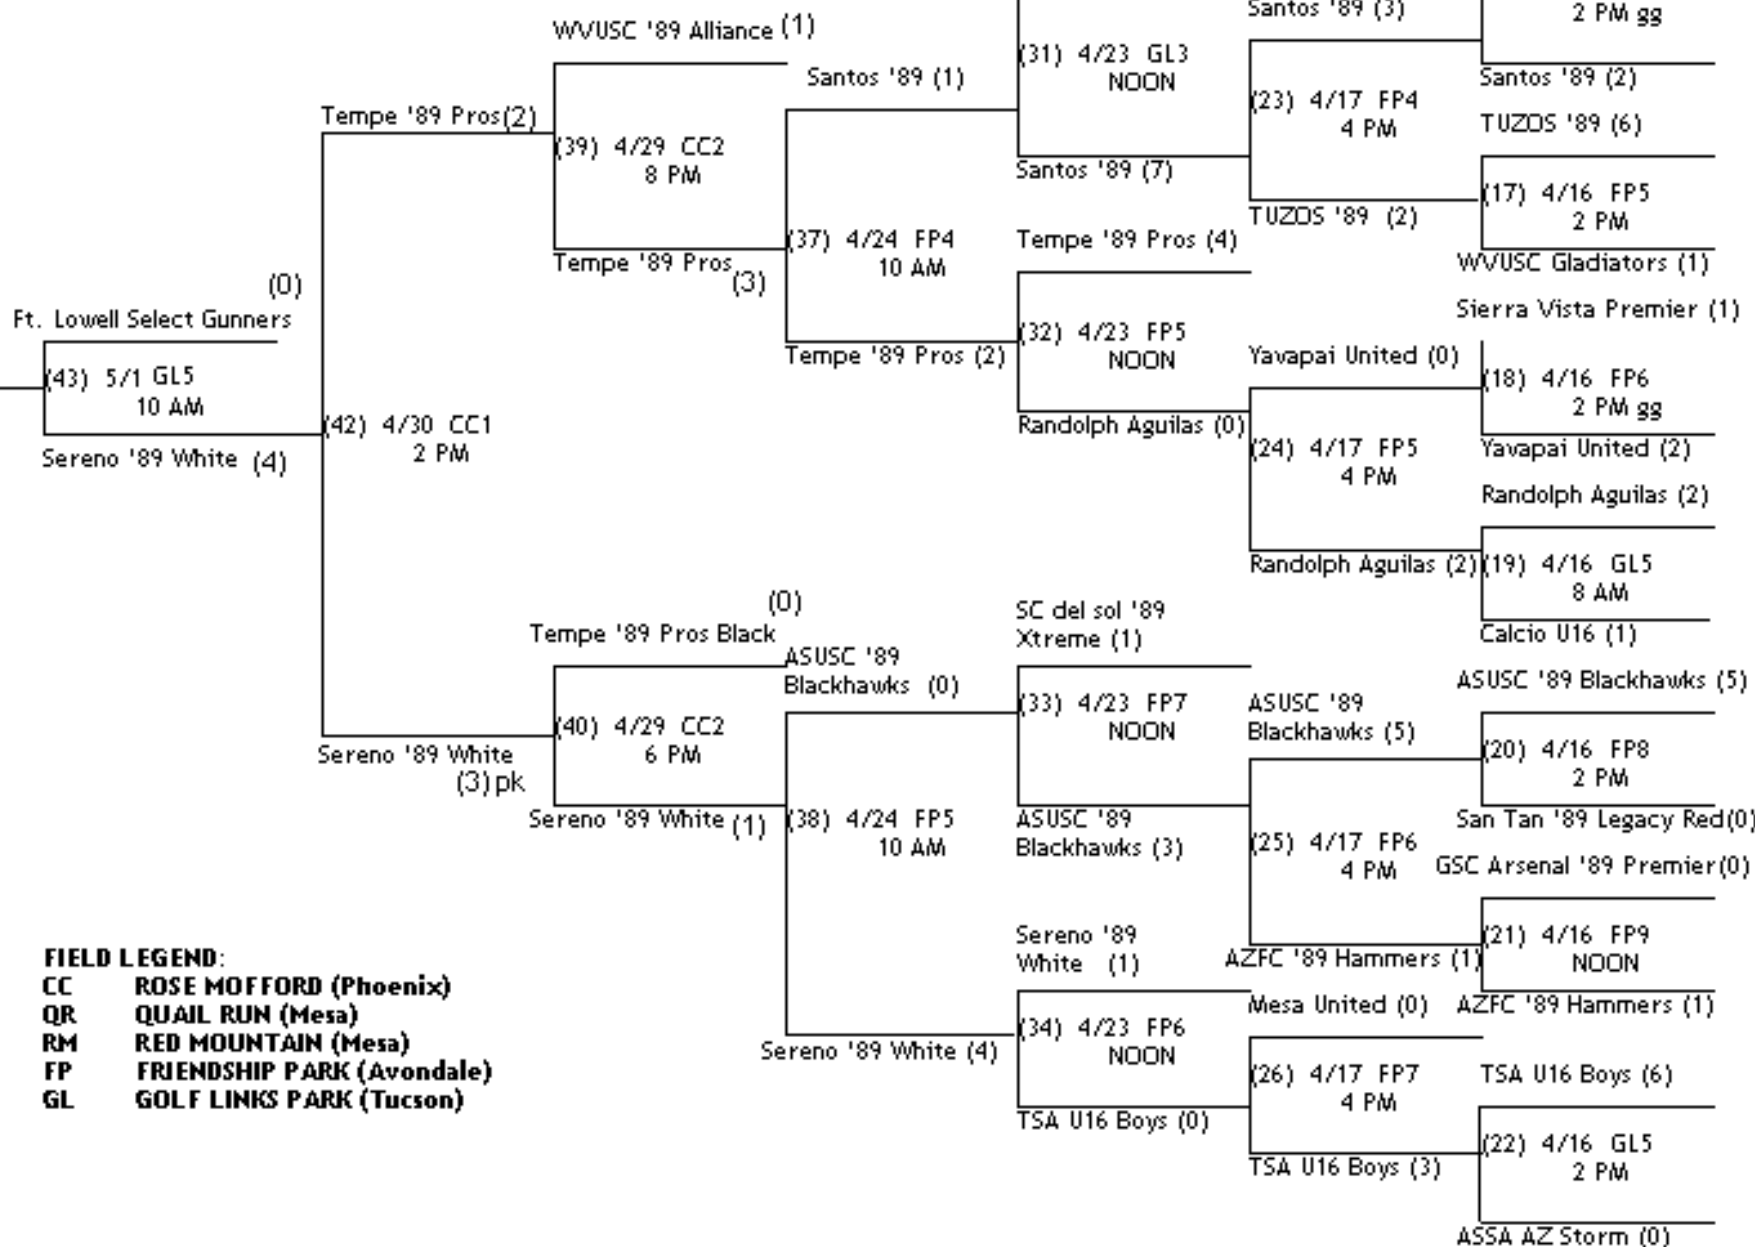 WVUSC '89 Alliance (1)
Tempe '89 Pros (2)
(39) 4/29 CC2
8 PM
Tempe '89 Pros
(3)
(0)
Ft. Lowell Select Gunners
(43) 5/1 GL5
10 AM
Sereno '89 White (4)
(42) 4/30 CC1
2 PM
(0)
Tempe '89 Pros Black
(40) 4/29 CC2
6 PM
Sereno '89 White
(3) pk
Sereno '89 White (1)
Santos '89 (1)
(37) 4/24 FP4
10 AM
Tempe '89 Pros (2)
ASUSC '89
Blackhawks (0)
(38) 4/24 FP5
10 AM
Sereno '89 White (4)
(31) 4/23 GL3
NOON
Santos '89 (7)
Tempe '89 Pros (4)
(32) 4/23 FP5
NOON
Randolph Aguilas (0)
SC del sol '89
Xtreme (1)
(33) 4/23 FP7
NOON
ASUSC '89
Blackhawks (3)
Sereno '89
White (1)
(34) 4/23 FP6
NOON
TSA U16 Boys (0)
Santos '89 (3)
(23) 4/17 FP4
4 PM
TUZOS '89 (2)
Yavapai United (0)
(24) 4/17 FP5
4 PM
Randolph Aguilas (2)
ASUSC '89
Blackhawks (5)
(25) 4/17 FP6
4 PM
AZFC '89 Hammers (1)
Mesa United (0)
(26) 4/17 FP7
4 PM
TSA U16 Boys (3)
2 PM gg
Santos '89 (2)
TUZOS '89 (6)
(17) 4/16 FP5
2 PM
WVUSC Gladiators (1)
Sierra Vista Premier (1)
(18) 4/16 FP6
2 PM gg
Yavapai United (2)
Randolph Aguilas (2)
(19) 4/16 GL5
8 AM
Calcio U16 (1)
ASUSC '89 Blackhawks (5)
(20) 4/16 FP8
2 PM
San Tan '89 Legacy Red(0)
GSC Arsenal '89 Premier(0)
(21) 4/16 FP9
NOON
AZFC '89 Hammers (1)
TSA U16 Boys (6)
(22) 4/16 GL5
2 PM
ASSA AZ Storm (0)
FIELD LEGEND:
CC ROSE MOFFORD (Phoenix)
QR QUAIL RUN (Mesa)
RM RED MOUNTAIN (Mesa)
FP FRIENDSHIP PARK (Avondale)
GL GOLF LINKS PARK (Tucson)